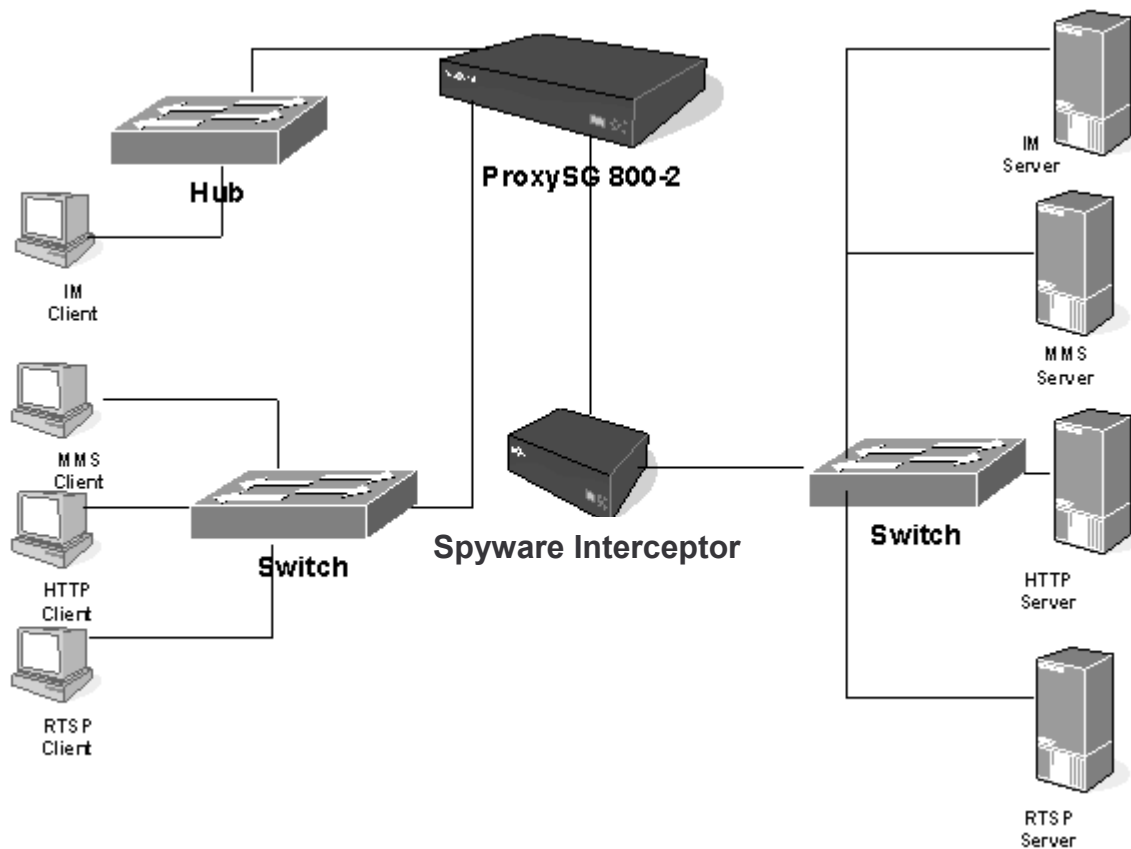 ProxySG 800-2
Hub
IM
Client
IM
Server
MMS
Server
MMS
Client
Switch
Spyware Interceptor
Switch
HTTP
Client
HTTP
Server
RTSP
Client
RTSP
Server